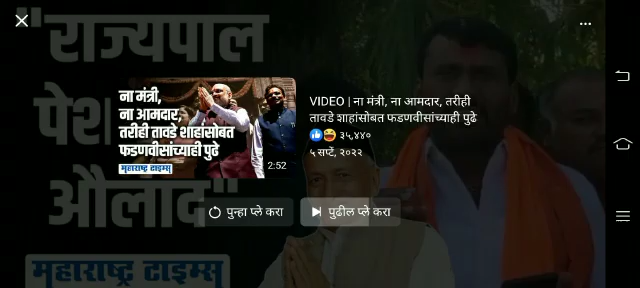 "राज्यपाल
पेश
औलाद"
महाराष्ट्र टाइम्स
ना मंत्री,
ना आमदार,
तरीही तावडे शाहांसोबत
फडणवीसांच्याही पुढे
महाराष्ट्र टाइम्स
2:52
VIDEO | ना मंत्री, ना आमदार, तरीही
तावडे शाहांसोबत फडणवीसांच्याही पुढे
३५,४४०
५ सप्टें, २०२२
पुन्हा प्ले करा
पुढील प्ले करा